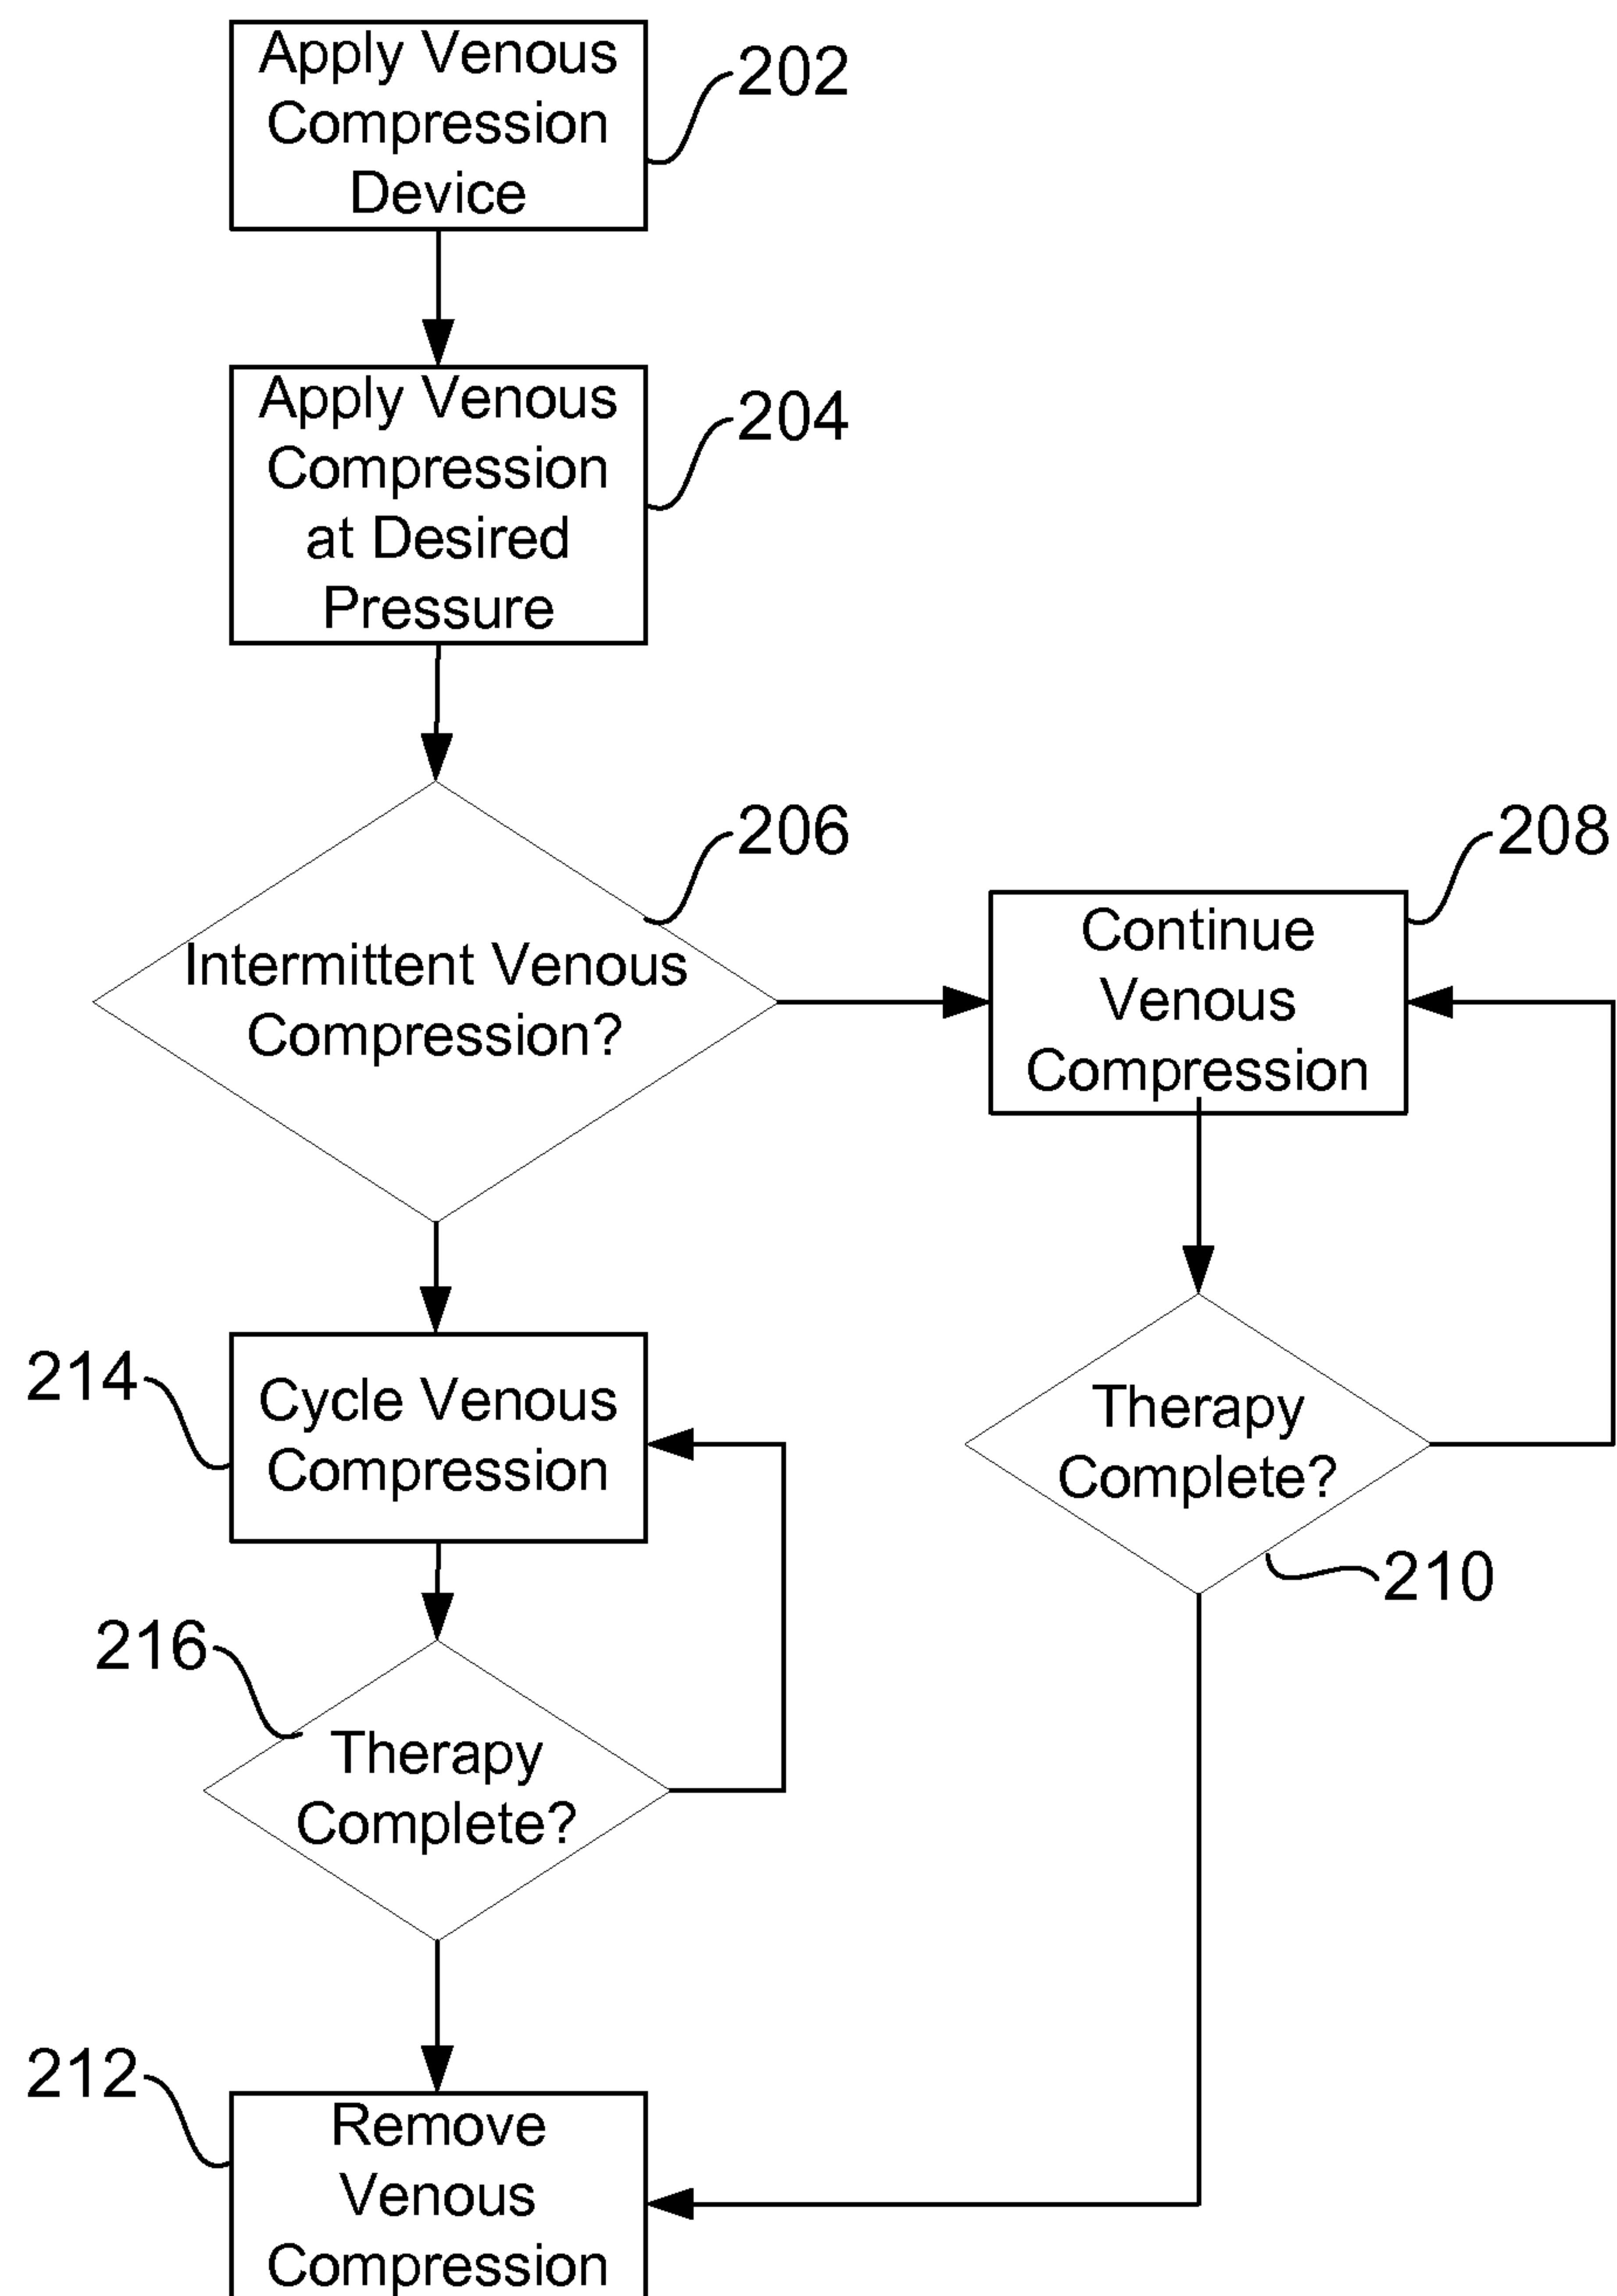 Apply Venous
Compression
Device
202
Apply Venous
Compression
at Desired
Pressure
204
206
Intermittent Venous
Compression?
208
Continue
Venous
Compression
214
Cycle Venous
Compression
Therapy
Complete?
210
216
Therapy
Complete?
212
Remove
Venous
Compression